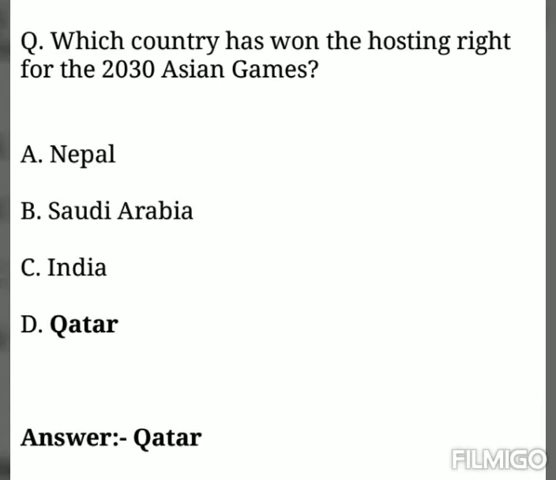 Q. Which country has won the hosting right
for the 2030 Asian Games?
A. Nepal
B. Saudi Arabia
C. India
D. Qatar
Answer:- Qatar
FILMIGO